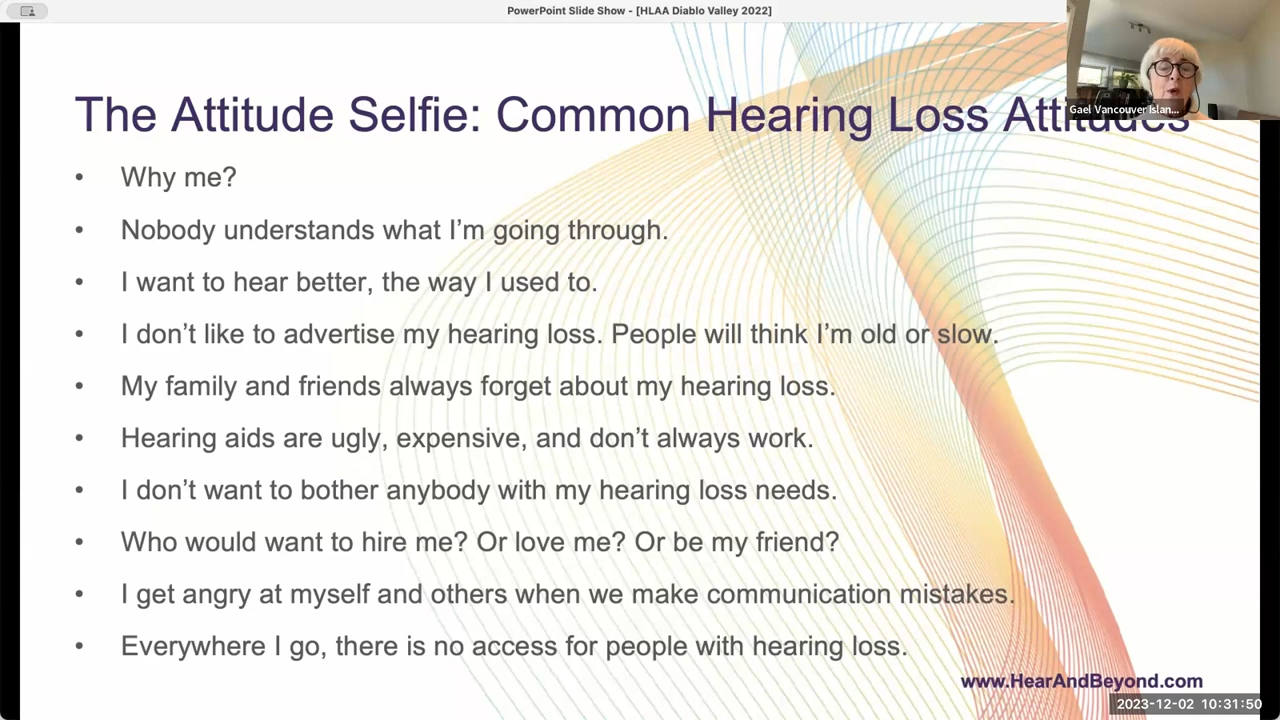 PowerPoint Slide Show - [HLAA Diablo Valley 2022]
Gael Vancouver Islan...
The Attitude Selfie: Common Hearing Loss Attitudes
• Why me?
• Nobody understands what I’m going through.
• I want to hear better, the way I used to.
• I don’t like to advertise my hearing loss. People will think I’m old or slow.
• My family and friends always forget about my hearing loss.
• Hearing aids are ugly, expensive, and don’t always work.
• I don’t want to bother anybody with my hearing loss needs.
• Who would want to hire me? Or love me? Or be my friend?
• I get angry at myself and others when we make communication mistakes.
• Everywhere I go, there is no access for people with hearing loss.
www.HearAndBeyond.com
2023-12-02 10:31:50